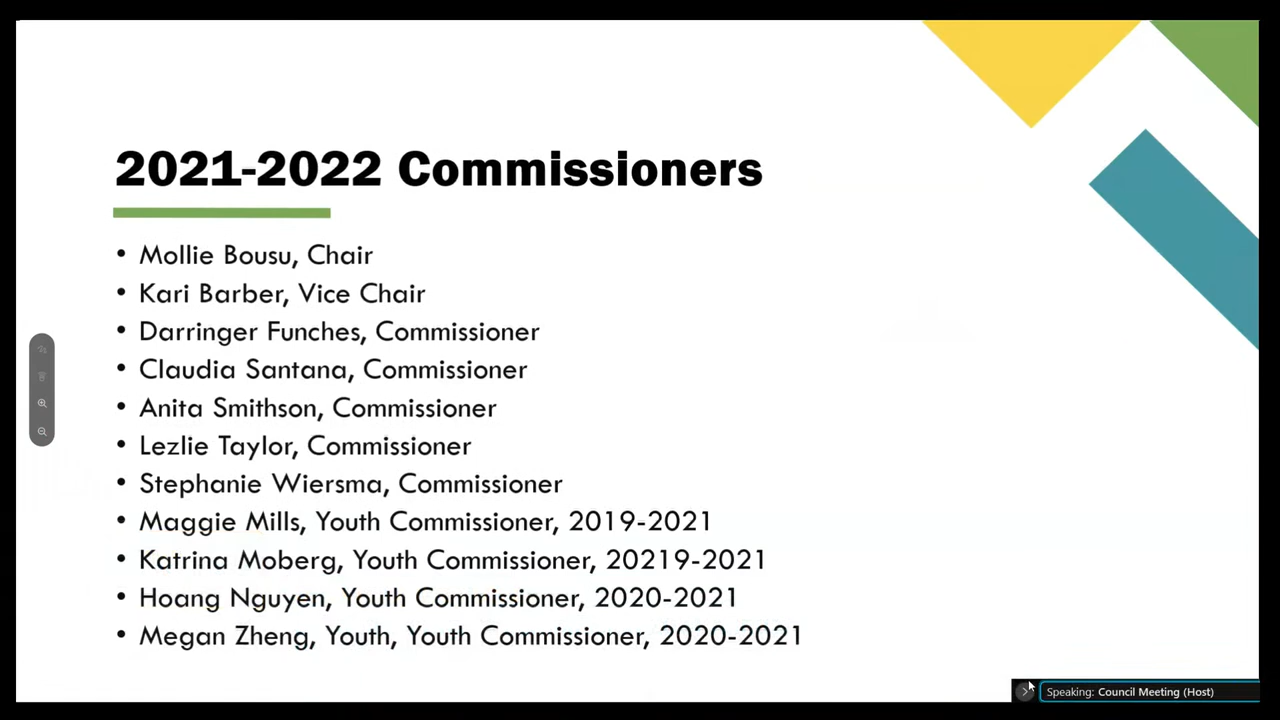 2021-2022 Commissioners
• Mollie Bousu, Chair
• Kari Barber, Vice Chair
• Darringer Funches, Commissioner
• Claudia Santana, Commissioner
• Anita Smithson, Commissioner
• Lezlie Taylor, Commissioner
• Stephanie Wiersma, Commissioner
• Maggie Mills, Youth Commissioner, 2019-2021
• Katrina Moberg, Youth Commissioner, 20219-2021
• Hoang Nguyen, Youth Commissioner, 2020-2021
• Megan Zheng, Youth, Youth Commissioner, 2020-2021
Speaking: Council Meeting (Host)